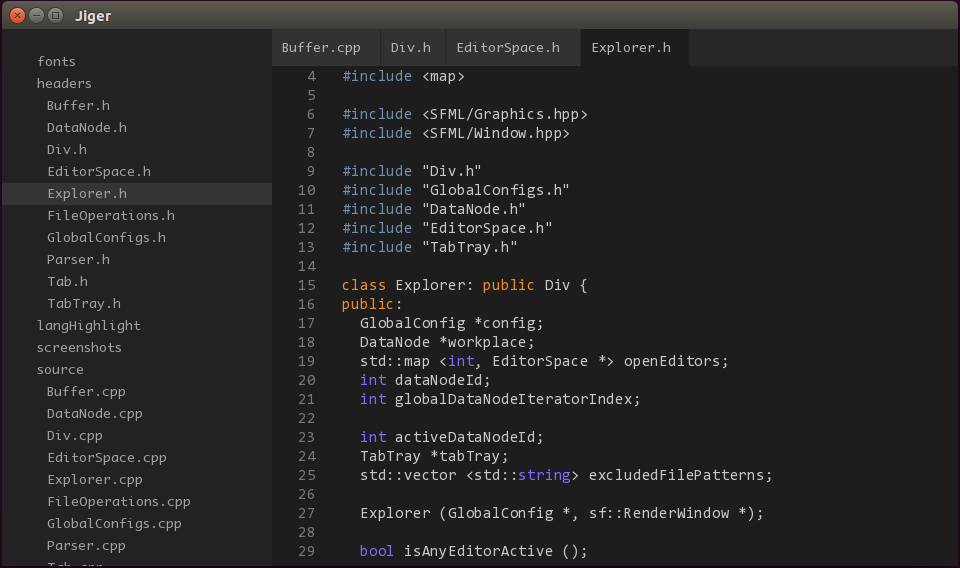 Jiger
fonts
headers
Buffer.h
DataNode.h
Div.h
EditorSpace.h
Explorer.h
FileOperations.h
GlobalConfigs.h
Parser.h
Tab.h
TabTray.h
langHighlight
screenshots
source
Buffer.cpp
DataNode.cpp
Div.cpp
EditorSpace.cpp
Explorer.cpp
FileOperations.cpp
GlobalConfigs.cpp
Parser.cpp
Tab.cpp
Buffer.cpp Div.h EditorSpace.h Explorer.h
4 #include <map>
5
6 #include <SFML/Graphics.hpp>
7 #include <SFML/Window.hpp>
8
9 #include "Div.h"
10 #include "GlobalConfigs.h"
11 #include "DataNode.h"
12 #include "EditorSpace.h"
13 #include "TabTray.h"
14
15 class Explorer: public Div {
16 public:
17 GlobalConfig *config;
18 DataNode *workplace;
19 std::map <int, EditorSpace *> openEditors;
20 int dataNodeId;
21 int globalDataNodeIteratorIndex;
22
23 int activeDataNodeId;
24 TabTray *tabTray;
25 std::vector <std::string> excludedFilePatterns;
26
27 Explorer (GlobalConfig *, sf::RenderWindow *);
28
29 bool isAnyEditorActive ();